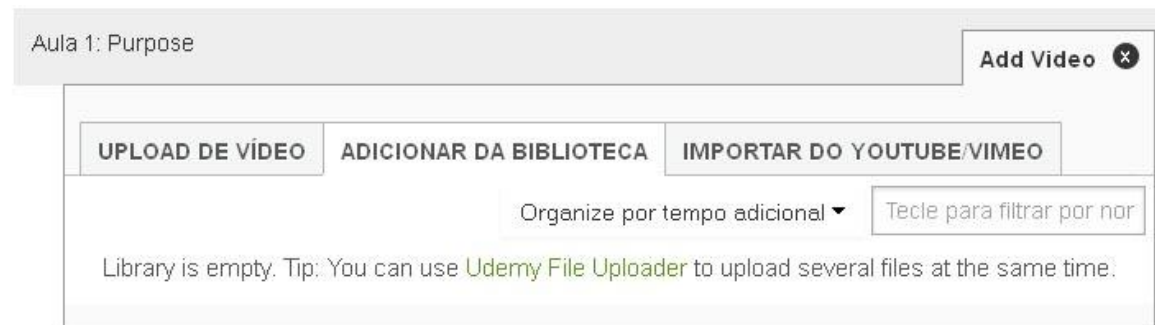 Aula 1: Purpose
Add Video
UPLOAD DE VÍDEO ADICIONAR DA BIBLIOTECA IMPORTAR DO YOUTUBE/VIMEO
Organize por tempo adicional Tecle para filtrar por nor
Library is empty. Tip: You can use Udemy File Uploader to upload several files at the same time.